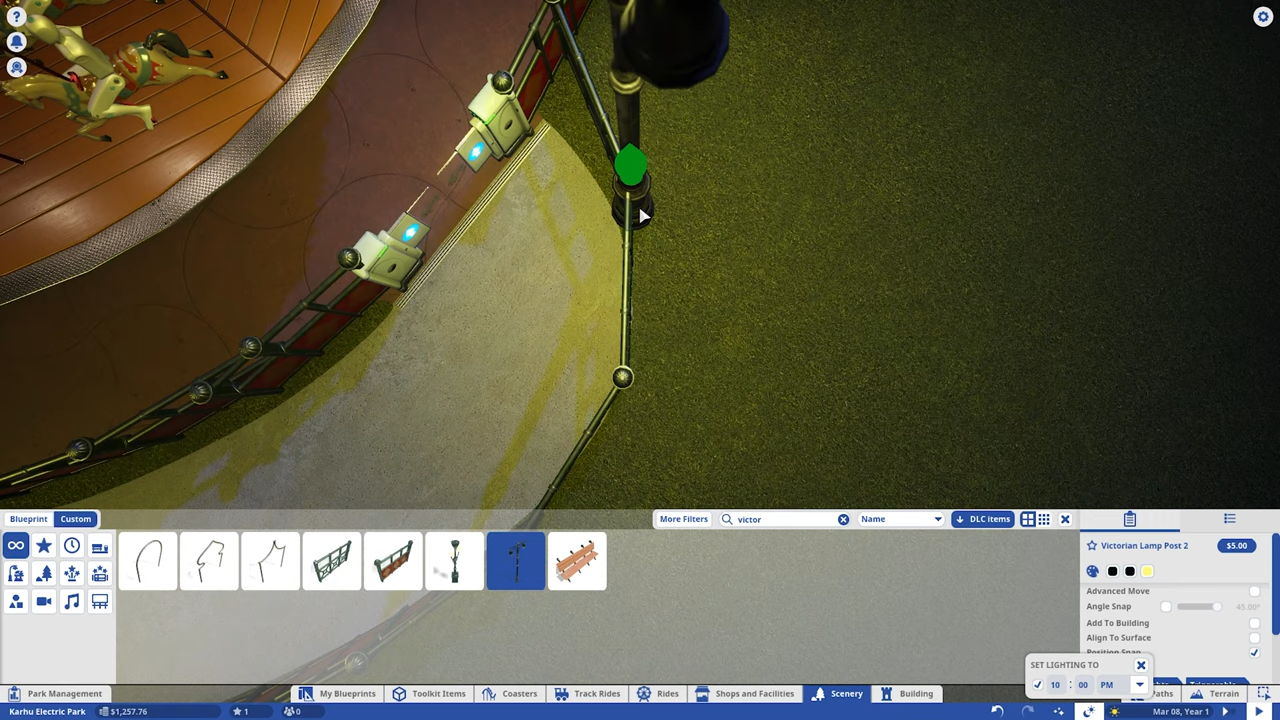 ?
Blueprint
Custom
More Filters
victor
Name
DLC items
Victorian Lamp Post 2
$5.00
Advanced Move
Angle Snap
45.00°
Add To Building
Align To Surface
SET LIGHTING TO
10 : 00 PM
Park Management
My Blueprints
Toolkit Items
Coasters
Track Rides
Rides
Shops and Facilities
Scenery
Building
Paths
Terrain
Karhu Electric Park
$1,257.76
1
0
Mar 08, Year 1